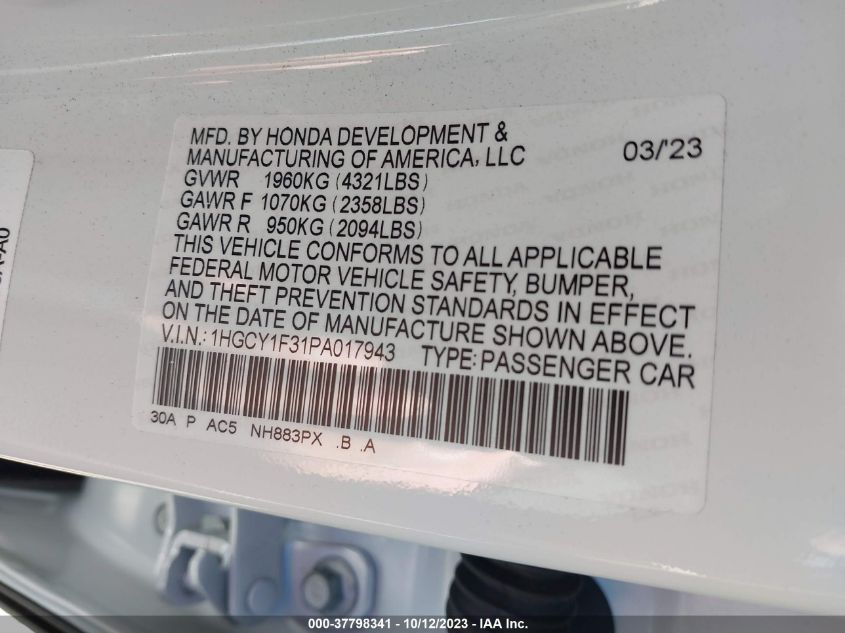 MFD. BY HONDA DEVELOPMENT &
MANUFACTURING OF AMERICA, LLC 03/'23
GVWR 1960KG (4321LBS)
GAWR F 1070KG (2358LBS)
GAWR R 950KG (2094LBS)
THIS VEHICLE CONFORMS TO ALL APPLICABLE
FEDERAL MOTOR VEHICLE SAFETY, BUMPER,
AND THEFT PREVENTION STANDARDS IN EFFECT
ON THE DATE OF MANUFACTURE SHOWN ABOVE.
V.I.N.: 1HGCY1F31PA017943 TYPE:PASSENGER CAR
30A P AC5 NH883PX .B .A
000-37798341 - 10/12/2023 - IAA Inc.